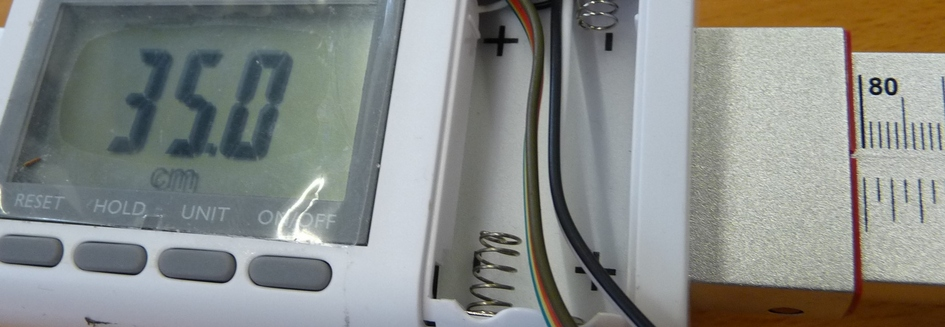 35.0
cm
RESET HOLD UNIT ON/OFF
+ -
+
80